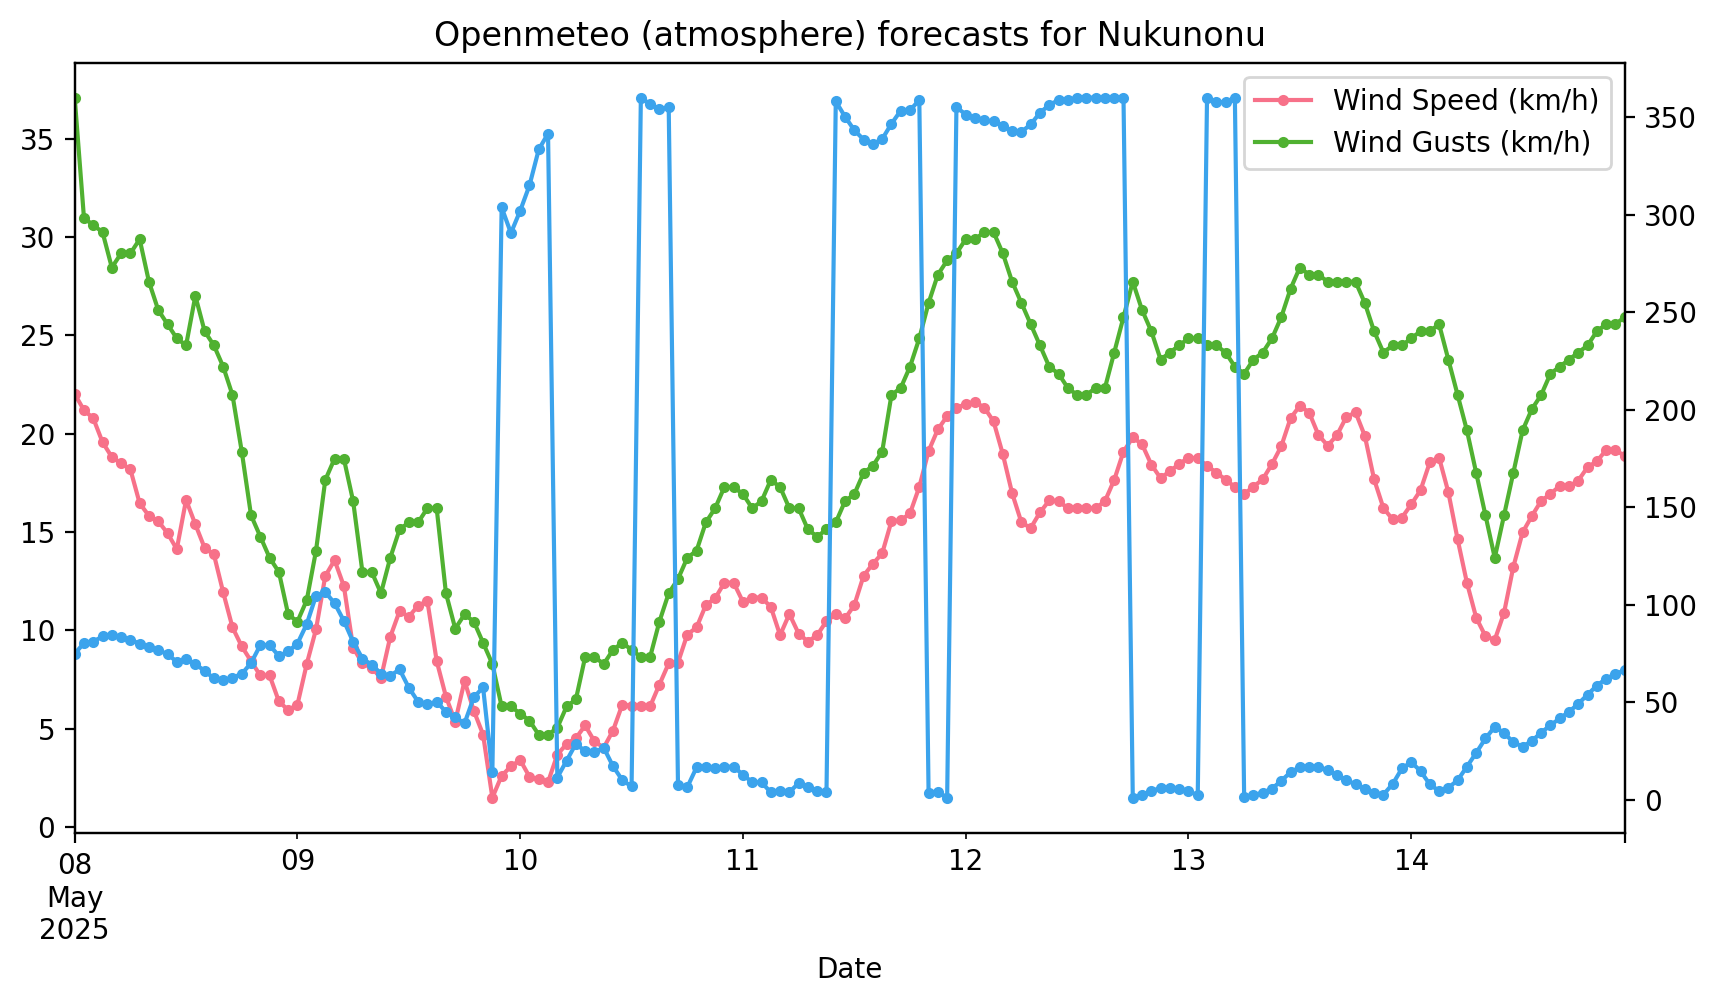 Openmeteo (atmosphere) forecasts for Nukunonu
Wind Speed (km/h)
Wind Gusts (km/h)
35
30
25
20
15
10
5
0
350
300
250
200
150
100
50
0
08 09 10 11 12 13 14
May
2025
Date